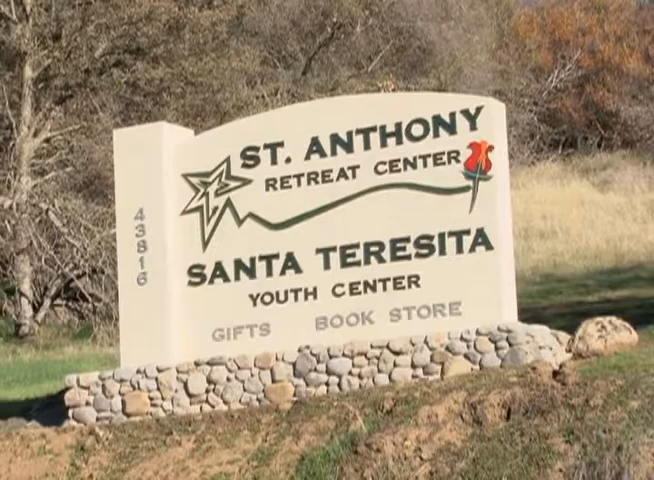 43816
ST. ANTHONY
RETREAT CENTER
SANTA TERESITA
YOUTH CENTER
GIFTS BOOK STORE